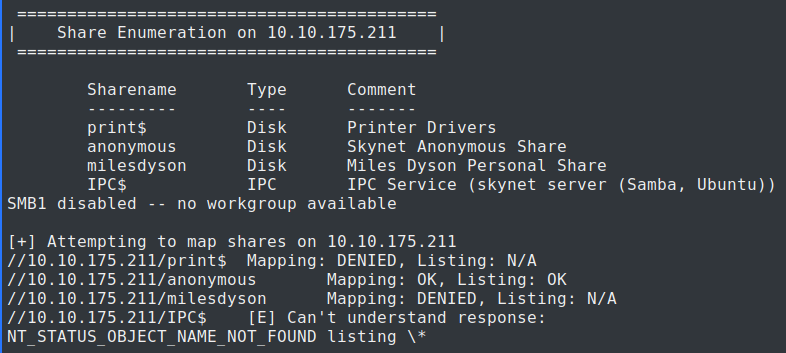 ==========================================
|    Share Enumeration on 10.10.175.211    |
==========================================
Sharename       Type      Comment
---------       ----      -------
print$          Disk      Printer Drivers
anonymous       Disk      Skynet Anonymous Share
milesdyson      Disk      Miles Dyson Personal Share
IPC$            IPC       IPC Service (skynet server (Samba, Ubuntu))
SMB1 disabled -- no workgroup available
[+] Attempting to map shares on 10.10.175.211
//10.10.175.211/print$  Mapping: DENIED, Listing: N/A
//10.10.175.211/anonymous       Mapping: OK, Listing: OK
//10.10.175.211/milesdyson      Mapping: DENIED, Listing: N/A
//10.10.175.211/IPC$    [E] Can't understand response:
NT_STATUS_OBJECT_NAME_NOT_FOUND listing \*